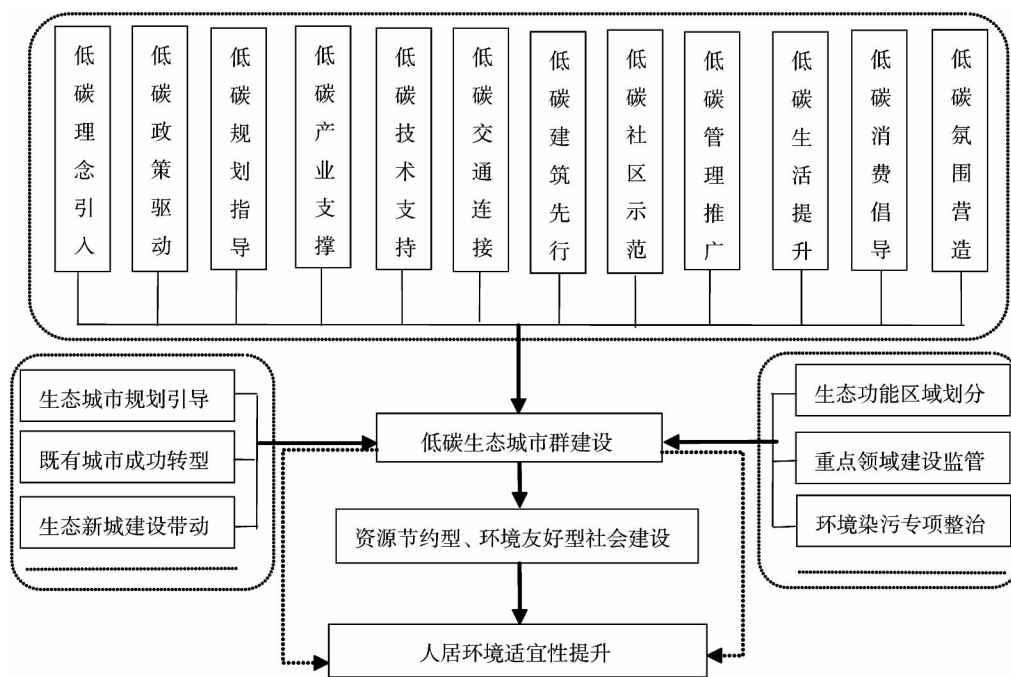 低碳理念引入
低碳政策驱动
低碳规划指导
低碳产业支撑
低碳技术支持
低碳交通连接
低碳建筑先行
低碳社区示范
低碳管理推广
低碳生活提升
低碳消费倡导
低碳氛围营造
生态城市规划引导
既有城市成功转型
生态新城建设带动
低碳生态城市群建设
资源节约型、环境友好型社会建设
人居环境适宜性提升
生态功能区域划分
重点领域建设监管
环境染污专项整治